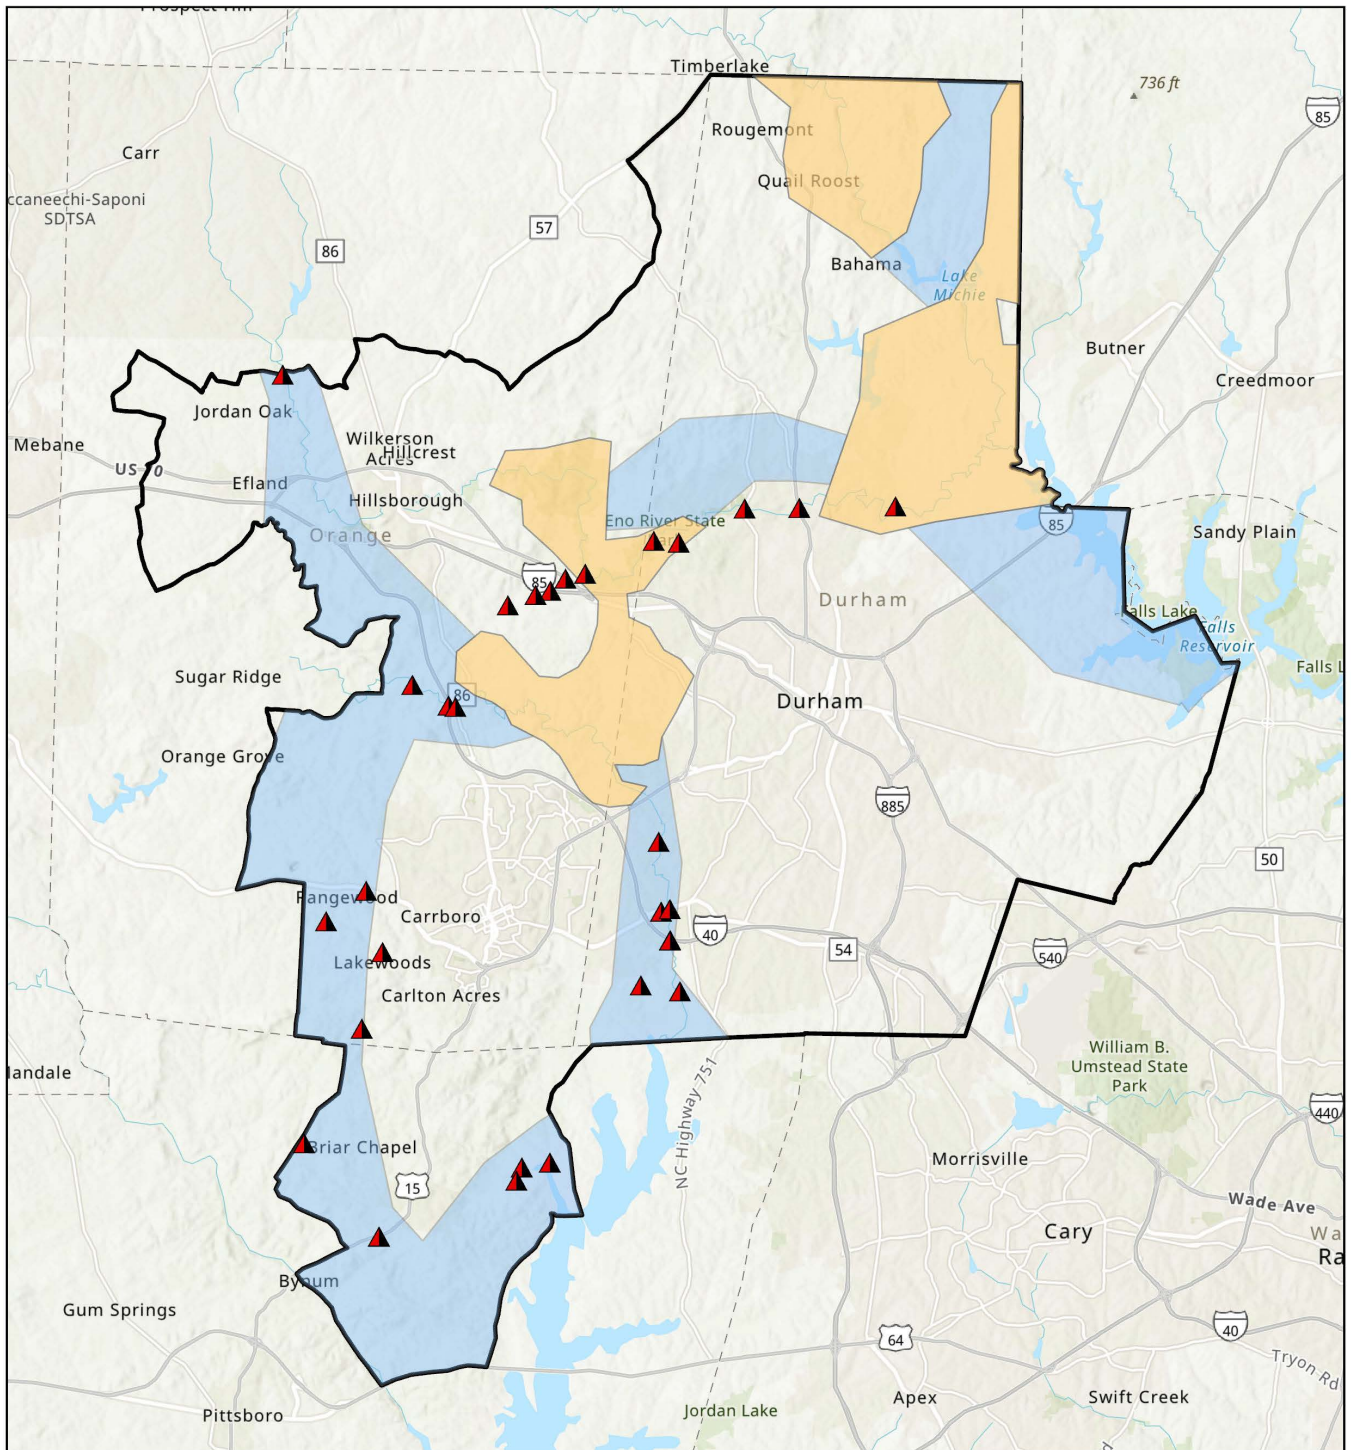 Prospect Hill
Timberlake
736 ft
85
Rougemont
Carr
Quail Roost
ccaneechi-Saponi
SDTSA
57
86
Bahama
Lake
Michie
Butner
Creedmoor
Jordan Oak
Mebane
Wilkerson
Acres
Hillcrest
US 70
Efland
Hillsborough
Orange
Eno River State
85
Sandy Plain
85
Durham
Falls Lake
Falls
Reservoir
Falls L
Sugar Ridge
86
Durham
Orange Grove
885
50
Rangewood
Carrboro
40
54
540
Lakewoods
Carlton Acres
William B.
Umstead State
Park
landale
NC Highway 751
440
Briar Chapel
Morrisville
15
Wade Ave
Cary
Wa
Ra
Bynum
Gum Springs
64
40
Tryon Rd
Apex
Swift Creek
Jordan Lake
Pittsboro